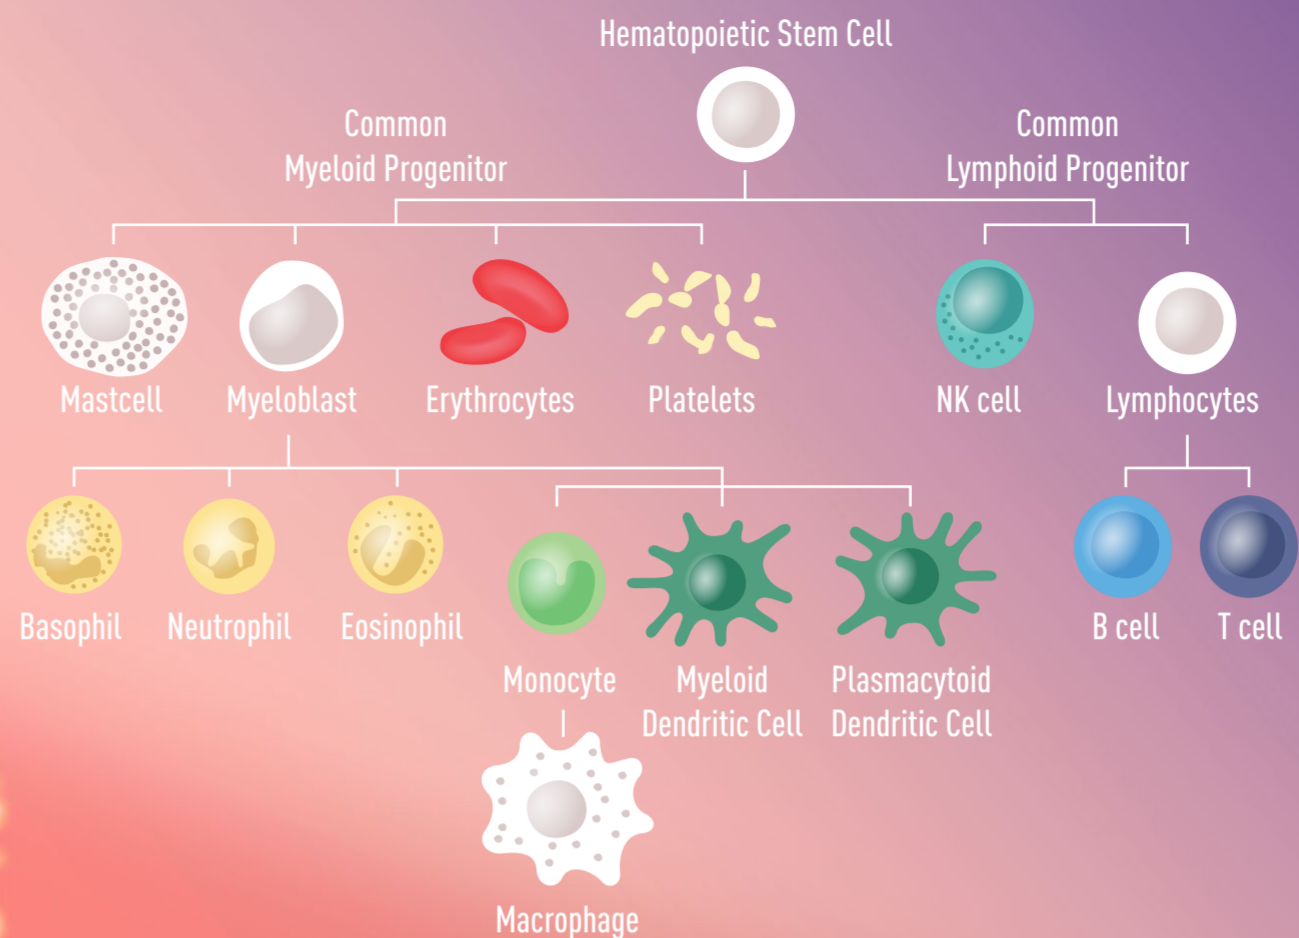 Hematopoietic Stem Cell
Common
Myeloid Progenitor
Common
Lymphoid Progenitor
Mastcell
Myeloblast
Erythrocytes
Platelets
NK cell
Lymphocytes
Basophil
Neutrophil
Eosinophil
B cell
T cell
Monocyte
Myeloid
Dendritic Cell
Plasmacytoid
Dendritic Cell
Macrophage